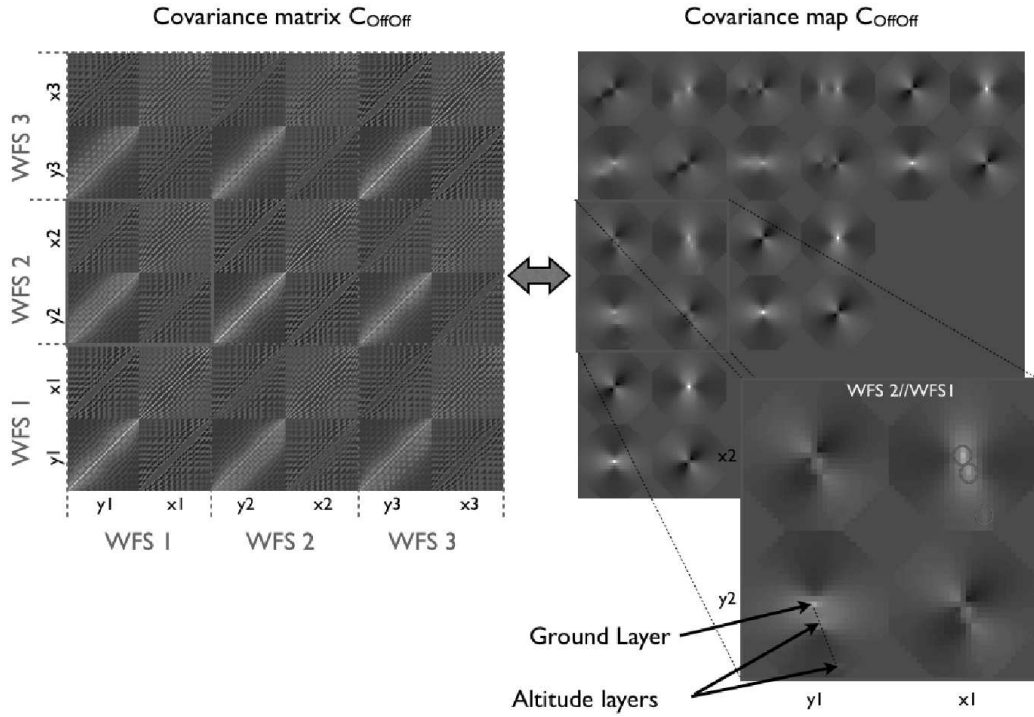 Covariance matrix COffOff
Covariance map COffOff
WFS 3
x3
y3
WFS 2
x2
y2
WFS 1
x1
y1
y1 x1 y2 x2 y3 x3
WFS 1 WFS 2 WFS 3
WFS 2//WFS1
x2
y2
Ground Layer
Altitude layers
y1 x1